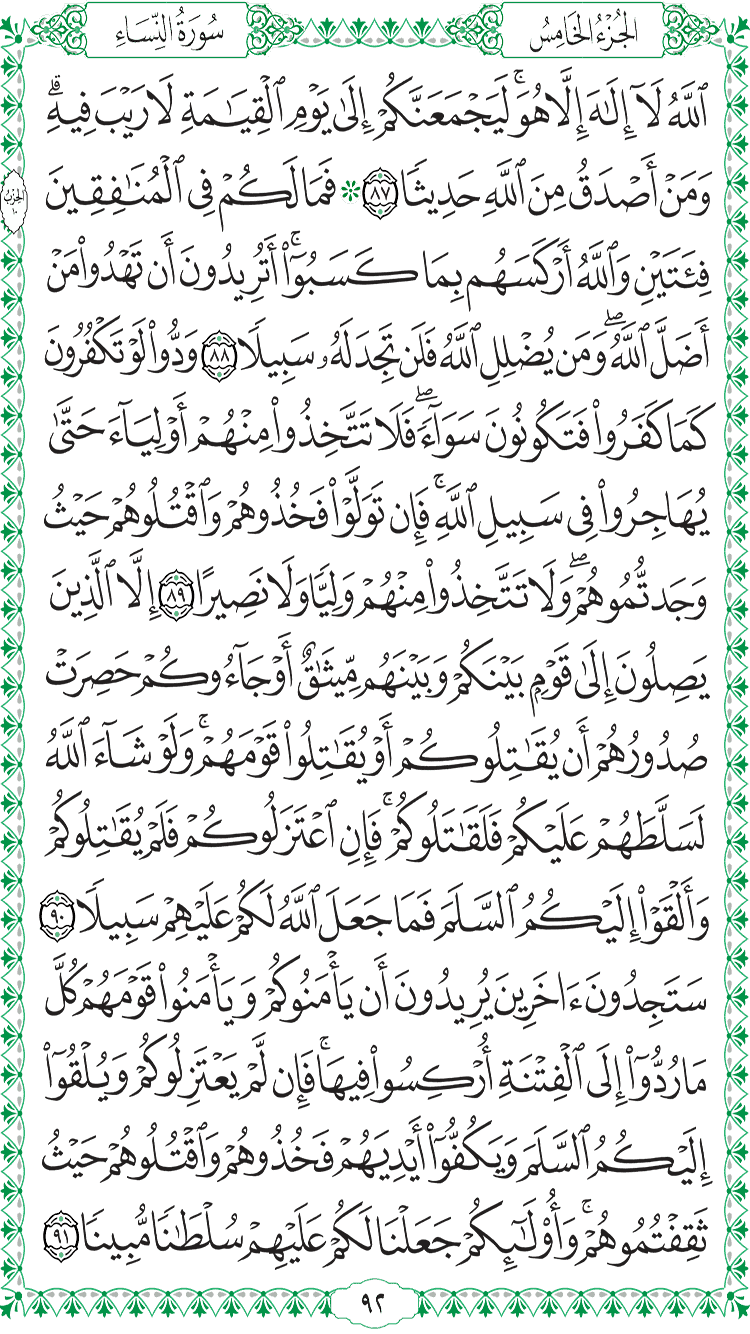 الجُزْءُ الخَامِسُ
سُورَةُ النِّسَاءِ
ٱللَّهُ لَآ إِلَٰهَ إِلَّا هُوَۚ لَيَجْمَعَنَّكُمْ إِلَىٰ يَوْمِ ٱلْقِيَٰمَةِ لَا رَيْبَ فِيهِۗ
وَمَنْ أَصْدَقُ مِنَ ٱللَّهِ حَدِيثًا ٨٧ ۞ فَمَا لَكُمْ فِي ٱلْمُنَٰفِقِينَ
فِئَتَيْنِ وَٱللَّهُ أَرْكَسَهُم بِمَا كَسَبُوٓا۟ۚ أَتُرِيدُونَ أَن تَهْدُوا۟ مَنْ
أَضَلَّ ٱللَّهُۖ وَمَن يُضْلِلِ ٱللَّهُ فَلَن تَجِدَ لَهُۥ سَبِيلًا ٨٨ وَدُّوا۟ لَوْ تَكْفُرُونَ
كَمَا كَفَرُوا۟ فَتَكُونُونَ سَوَآءًۖ فَلَا تَتَّخِذُوا۟ مِنْهُمْ أَوْلِيَآءَ حَتَّىٰ
يُهَاجِرُوا۟ فِي سَبِيلِ ٱللَّهِۚ فَإِن تَوَلَّوْا۟ فَخُذُوهُمْ وَٱقْتُلُوهُمْ حَيْثُ
وَجَدتُّمُوهُمْۖ وَلَا تَتَّخِذُوا۟ مِنْهُمْ وَلِيًّا وَلَا نَصِيرًا ٨٩ إِلَّا ٱلَّذِينَ
يَصِلُونَ إِلَىٰ قَوْمٍۭ بَيْنَكُمْ وَبَيْنَهُم مِّيثَٰقٌ أَوْ جَآءُوكُمْ حَصِرَتْ
صُدُورُهُمْ أَن يُقَٰتِلُوكُمْ أَوْ يُقَٰتِلُوا۟ قَوْمَهُمْۚ وَلَوْ شَآءَ ٱللَّهُ
لَسَلَّطَهُمْ عَلَيْكُمْ فَلَقَٰتَلُوكُمْۚ فَإِنِ ٱعْتَزَلُوكُمْ فَلَمْ يُقَٰتِلُوكُمْ
وَأَلْقَوْا۟ إِلَيْكُمُ ٱلسَّلَمَ فَمَا جَعَلَ ٱللَّهُ لَكُمْ عَلَيْهِمْ سَبِيلًا ٩٠
سَتَجِدُونَ ءَاخَرِينَ يُرِيدُونَ أَن يَأْمَنُوكُمْ وَيَأْمَنُوا۟ قَوْمَهُمْ كُلَّ
مَا رُدُّوٓا۟ إِلَى ٱلْفِتْنَةِ أُرْكِسُوا۟ فِيهَاۚ فَإِن لَّمْ يَعْتَزِلُوكُمْ وَيُلْقُوٓا۟
إِلَيْكُمُ ٱلسَّلَمَ وَيَكُفُّوٓا۟ أَيْدِيَهُمْ فَخُذُوهُمْ وَٱقْتُلُوهُمْ حَيْثُ
ثَقِفْتُمُوهُمْۚ وَأُو۟لَٰٓئِكُمْ جَعَلْنَا لَكُمْ عَلَيْهِمْ سُلْطَٰنًا مُّبِينًا ٩١
٩٢